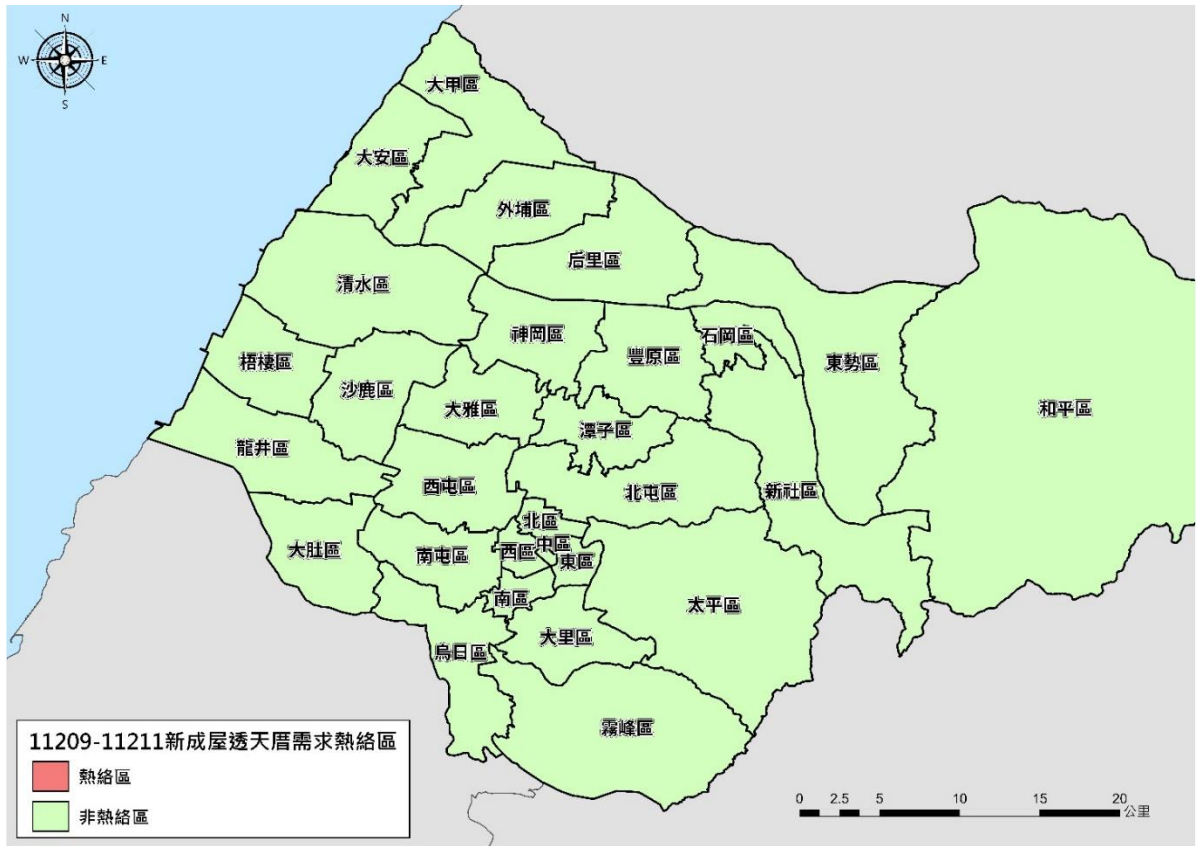 N
W
E
S
大甲區
大安區
外埔區
后里區
清水區
神岡區
石岡區
豐原區
東勢區
梧棲區
沙鹿區
大雅區
和平區
潭子區
龍井區
西屯區
北屯區
新社區
北區
大肚區
南屯區
西區
中區
東區
南區
太平區
大里區
烏日區
霧峰區
11209-11211新成屋透天厝需求熱絡區
熱絡區
非熱絡區
0 2.5 5 10 15 20
公里